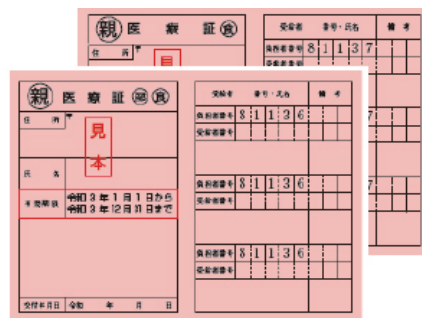 親 医療証 食
受給者 番号・氏名 備考
住所 〒
見
負担者番号 8 1 1 3 7
受給者番号
7
7
親 医療証 食
受給者 番号・氏名 備考
住所 〒
見本
負担者番号 8 1 1 3 6
受給者番号
氏名
有効期間 令和3年1月1日から
令和3年12月31日まで
負担者番号 8 1 1 3 6
受給者番号
負担者番号 8 1 1 3 6
受給者番号
交付年月日 令和 年 月 日